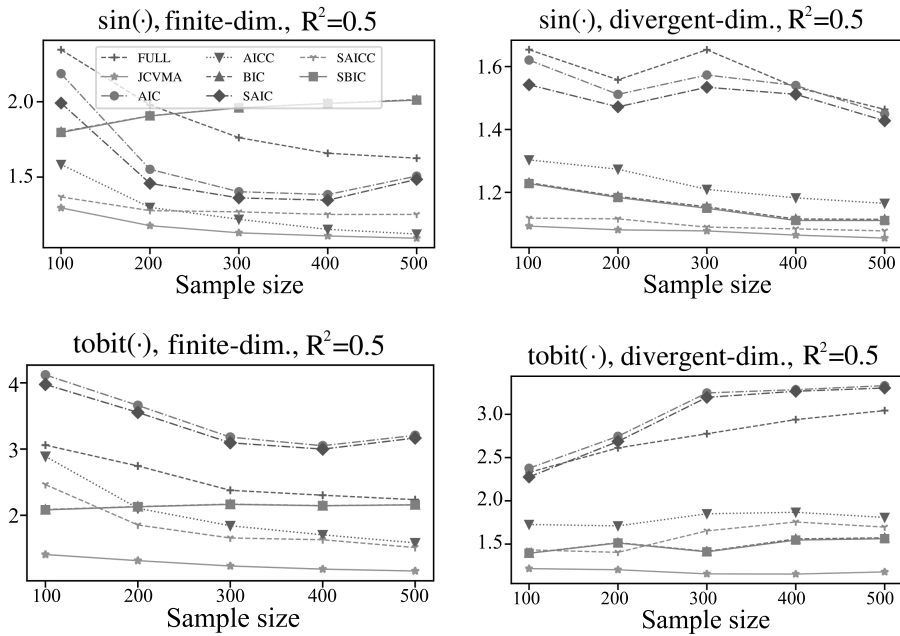 sin(·), finite-dim., R²=0.5
2.0
1.5
FULL
JCVMA
AIC
AICC
BIC
SAIC
SAICC
SBIC
100 200 300 400 500
Sample size
sin(·), divergent-dim., R²=0.5
1.6
1.4
1.2
100 200 300 400 500
Sample size
tobit(·), finite-dim., R²=0.5
4
3
2
100 200 300 400 500
Sample size
tobit(·), divergent-dim., R²=0.5
3.0
2.5
2.0
1.5
100 200 300 400 500
Sample size